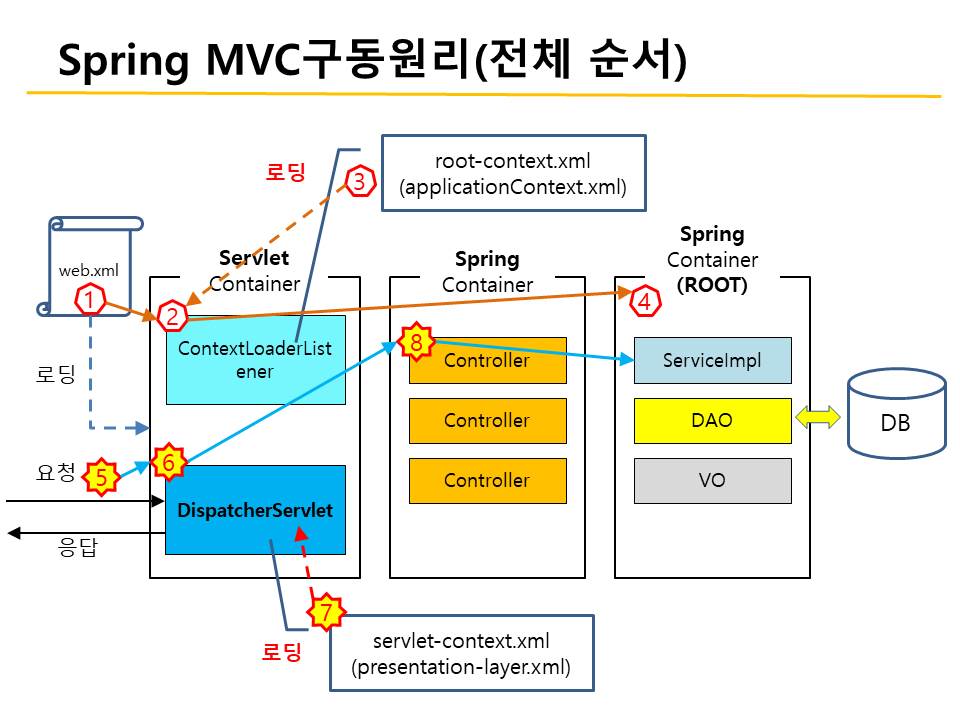 Spring MVC구동원리(전체 순서)
로딩
3
root-context.xml
(applicationContext.xml)
web.xml
1
Servlet
Container
Spring
Container
Spring
Container
(ROOT)
2
4
ContextLoaderList
ener
8
Controller
ServiceImpl
로딩
Controller
DAO
DB
요청
5
6
Controller
VO
DispatcherServlet
응답
7
로딩
servlet-context.xml
(presentation-layer.xml)